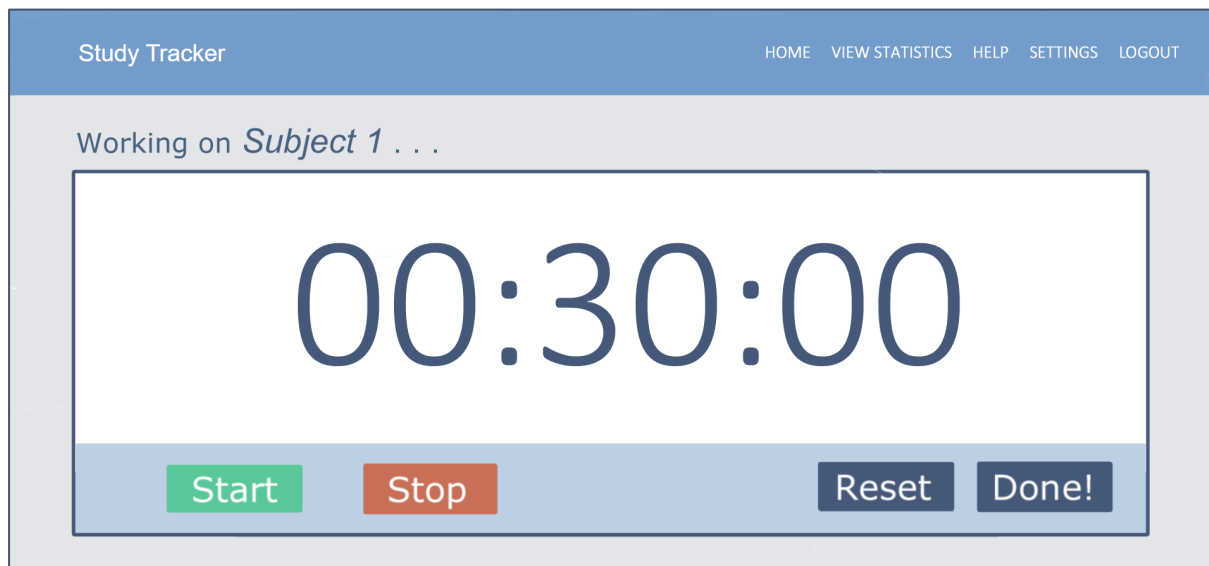 Study Tracker HOME VIEW STATISTICS HELP SETTINGS LOGOUT
Working on Subject 1 . . .
00:30:00
Start Stop Reset Done!